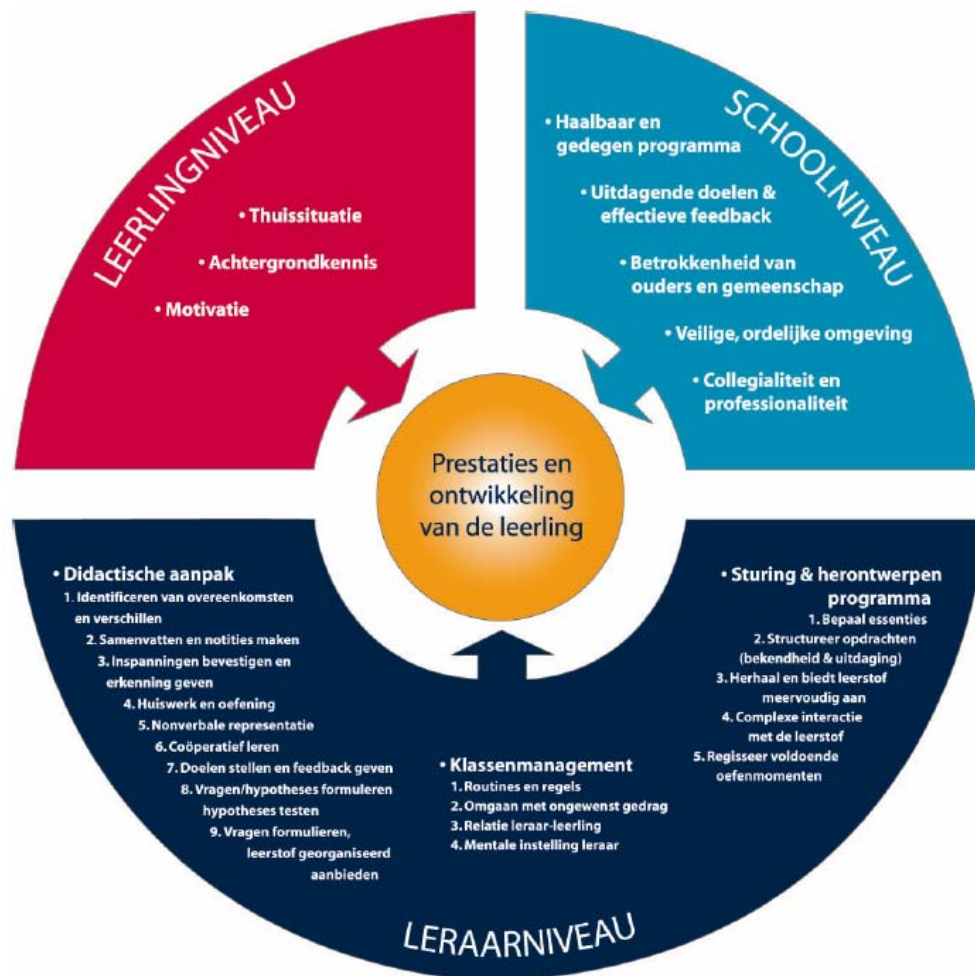 LEERLINGNIVEAU
• Thuissituatie
• Achtergrondkennis
• Motivatie
SCHOOLNIVEAU
• Haalbaar en
gedegen programma
• Uitdagende doelen &
effectieve feedback
• Betrokkenheid van
ouders en gemeenschap
• Veilige, ordelijke omgeving
• Collegialiteit en
professionaliteit
Prestaties en
ontwikkeling
van de leerling
• Didactische aanpak
1. Identificeren van overeenkomsten
en verschillen
2. Samenvatten en notities maken
3. Inspanningen bevestigen en
erkenning geven
4. Huiswerk en oefening
5. Nonverbale representatie
6. Coöperatief leren
7. Doelen stellen en feedback geven
8. Vragen/hypotheses formuleren
hypotheses testen
9. Vragen formulieren,
leerstof georganiseerd
aanbieden
• Klassenmanagement
1. Routines en regels
2. Omgaan met ongewenst gedrag
3. Relatie leraar-leerling
4. Mentale instelling leraar
• Sturing & herontwerpen
programma
1. Bepaal essenties
2. Structureer opdrachten
(bekendheid & uitdaging)
3. Herhaal en biedt leerstof
meervoudig aan
4. Complexe interactie
met de leerstof
5. Regisseer voldoende
oefenmomenten
LERAARNIVEAU